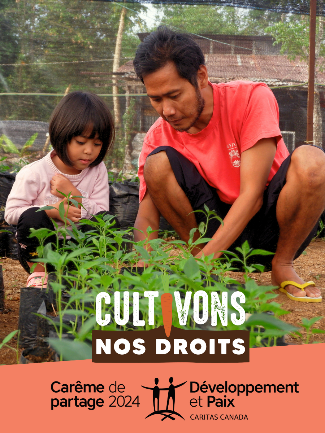 CULTIVONS
NOS DROITS
Carême de
partage 2024
Développement
et Paix
CARITAS CANADA